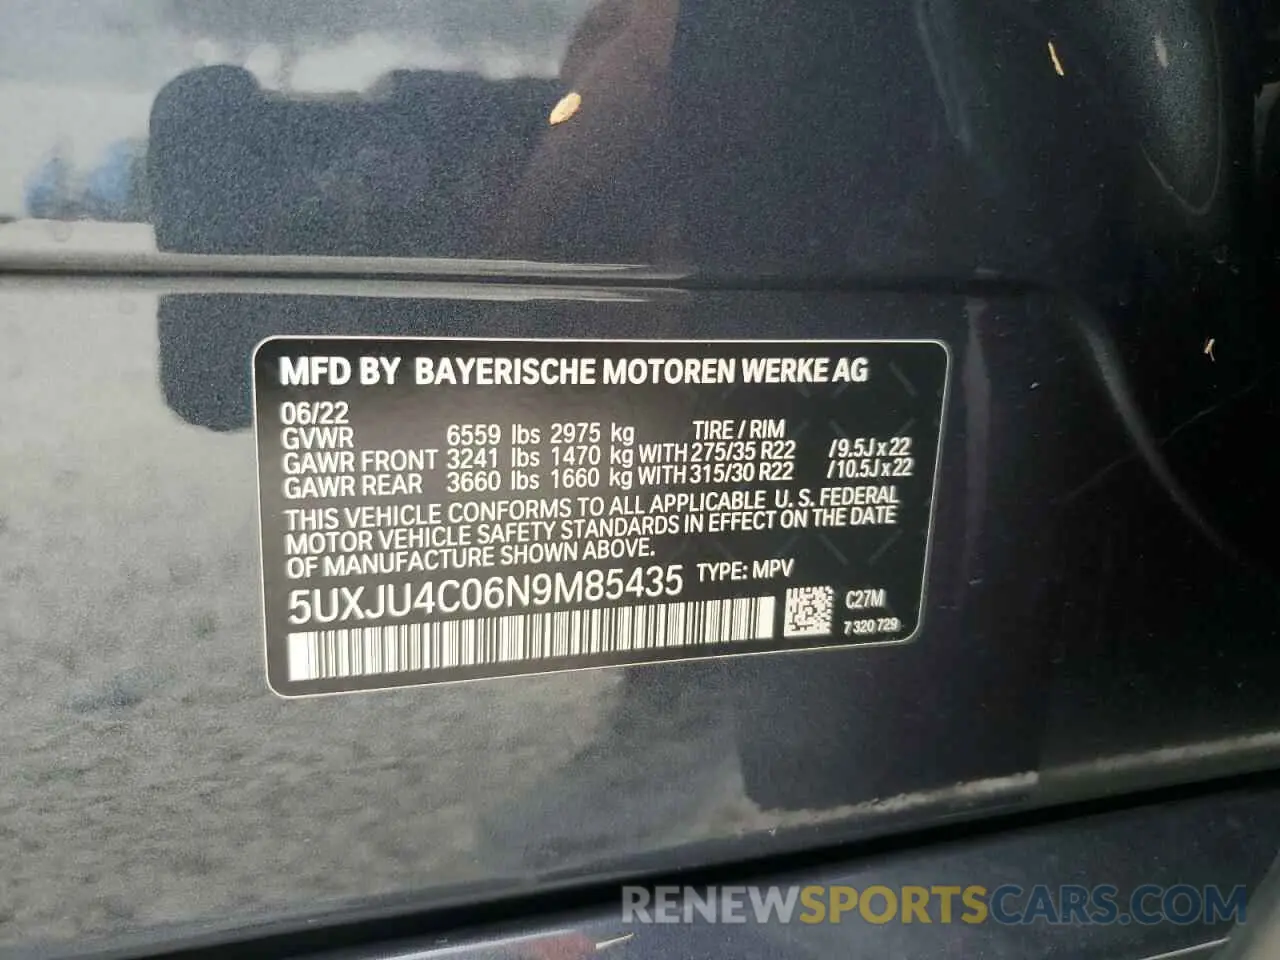 MFD BY BAYERISCHE MOTOREN WERKE AG
06/22
GVWR 6559 lbs 2975 kg TIRE / RIM
GAWR FRONT 3241 lbs 1470 kg WITH 275/35 R22 /9.5J x 22
GAWR REAR 3660 lbs 1660 kg WITH 315/30 R22 /10.5J x 22
THIS VEHICLE CONFORMS TO ALL APPLICABLE U. S. FEDERAL
MOTOR VEHICLE SAFETY STANDARDS IN EFFECT ON THE DATE
OF MANUFACTURE SHOWN ABOVE.
5UXJU4C06N9M85435 TYPE: MPV
C27M
7 320 729
RENEWSPORTSCARS.COM